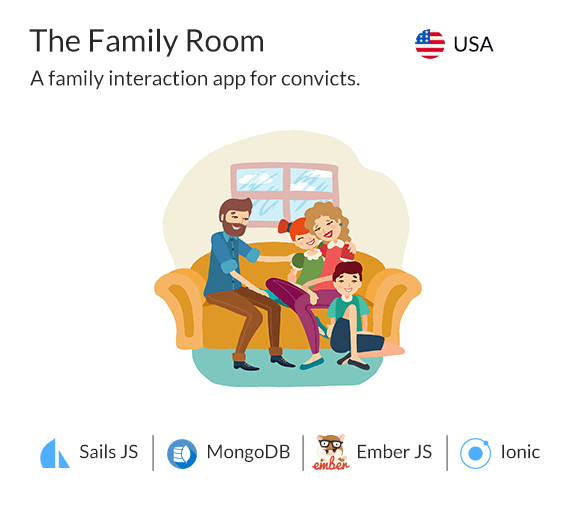 The Family Room
USA
A family interaction app for convicts.
Sails JS
MongoDB
ember
Ember JS
Ionic